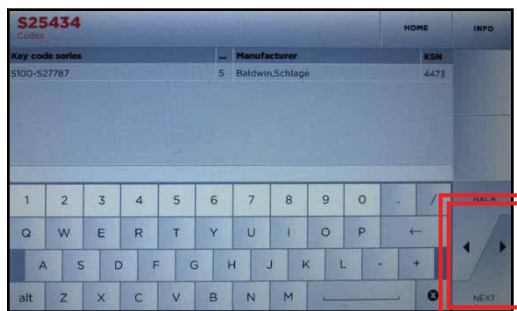 S25434
Codes
HOME
INFO
Key code series ... Manufacturer KSN
S100-S27787 5 Baldwin,Schlage 4473
1 2 3 4 5 6 7 8 9 0 . /
BACK
Q W E R T Y U I O P ←
A S D F G H J K L - +
alt Z X C V B N M
NEXT